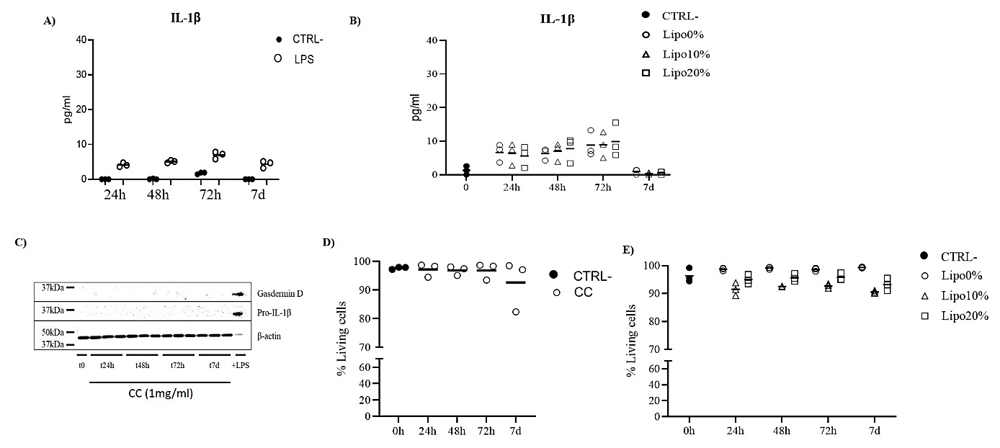 A)
IL-1β
40
30
20
10
0
pg/ml
24h 48h 72h 7d
CTRL-
LPS
B)
IL-1β
40
30
20
10
0
pg/ml
0 24h 48h 72h 7d
CTRL-
Lipo0%
Lipo10%
Lipo20%
C)
37kDa
Gasdermin D
37kDa
Pro-IL-1β
50kDa
β-actin
37kDa
t0 t24h t48h t72h t7d +LPS
CC (1mg/ml)
D)
100
90
80
70
60
40
20
0
% Living cells
0h 24h 48h 72h 7d
CTRL-
CC
E)
100
90
80
70
60
40
20
0
% Living cells
0h 24h 48h 72h 7d
CTRL-
Lipo0%
Lipo10%
Lipo20%